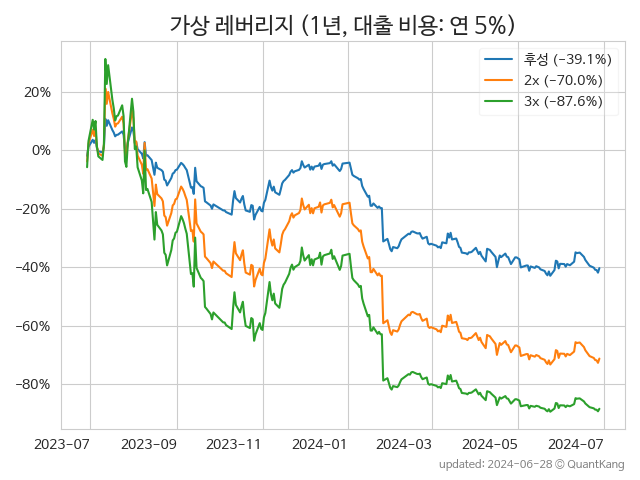 가상 레버리지 (1년, 대출 비용: 연 5%)
후성 (−39.1%)
2x (−70.0%)
3x (−87.6%)
20%
0%
−20%
−40%
−60%
−80%
2023-07 2023-09 2023-11 2024-01 2024-03 2024-05 2024-07
updated: 2024-06-28 © QuantKang